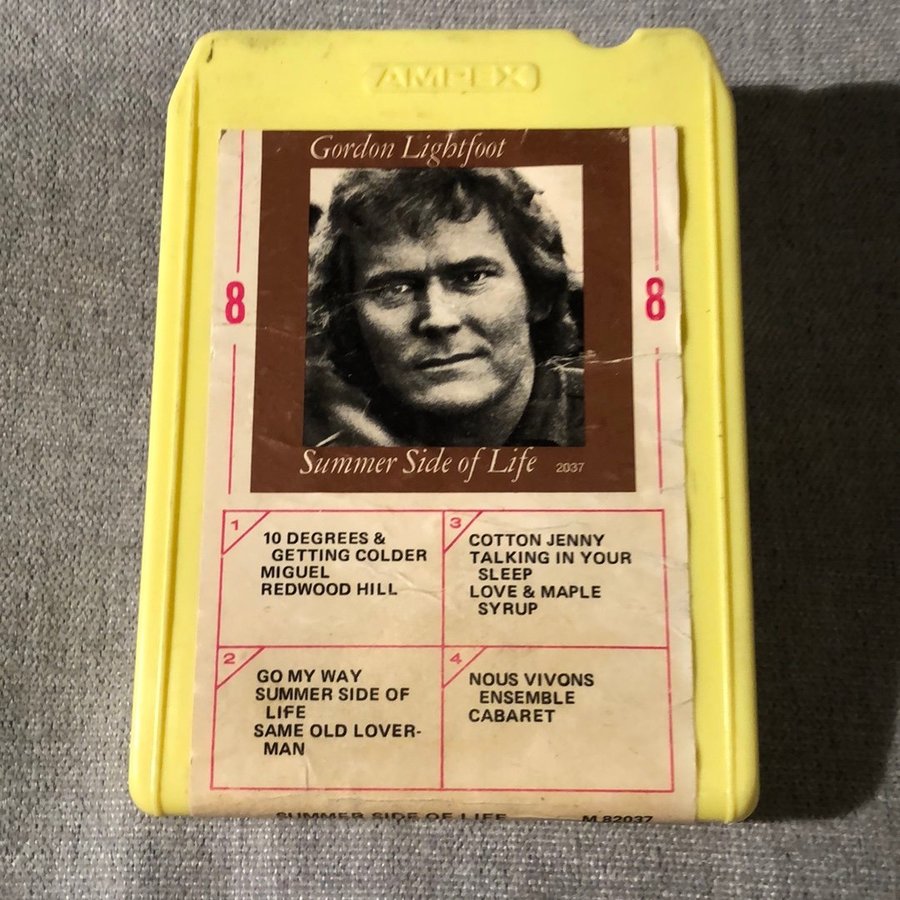 AMPEX
Gordon Lightfoot
8
8
Summer Side of Life 2037
1
10 DEGREES &
GETTING COLDER
MIGUEL
REDWOOD HILL
2
GO MY WAY
SUMMER SIDE OF
LIFE
SAME OLD LOVER-
MAN
3
COTTON JENNY
TALKING IN YOUR
SLEEP
LOVE & MAPLE
SYRUP
4
NOUS VIVONS
ENSEMBLE
CABARET
SUMMER SIDE OF LIFE M 82037